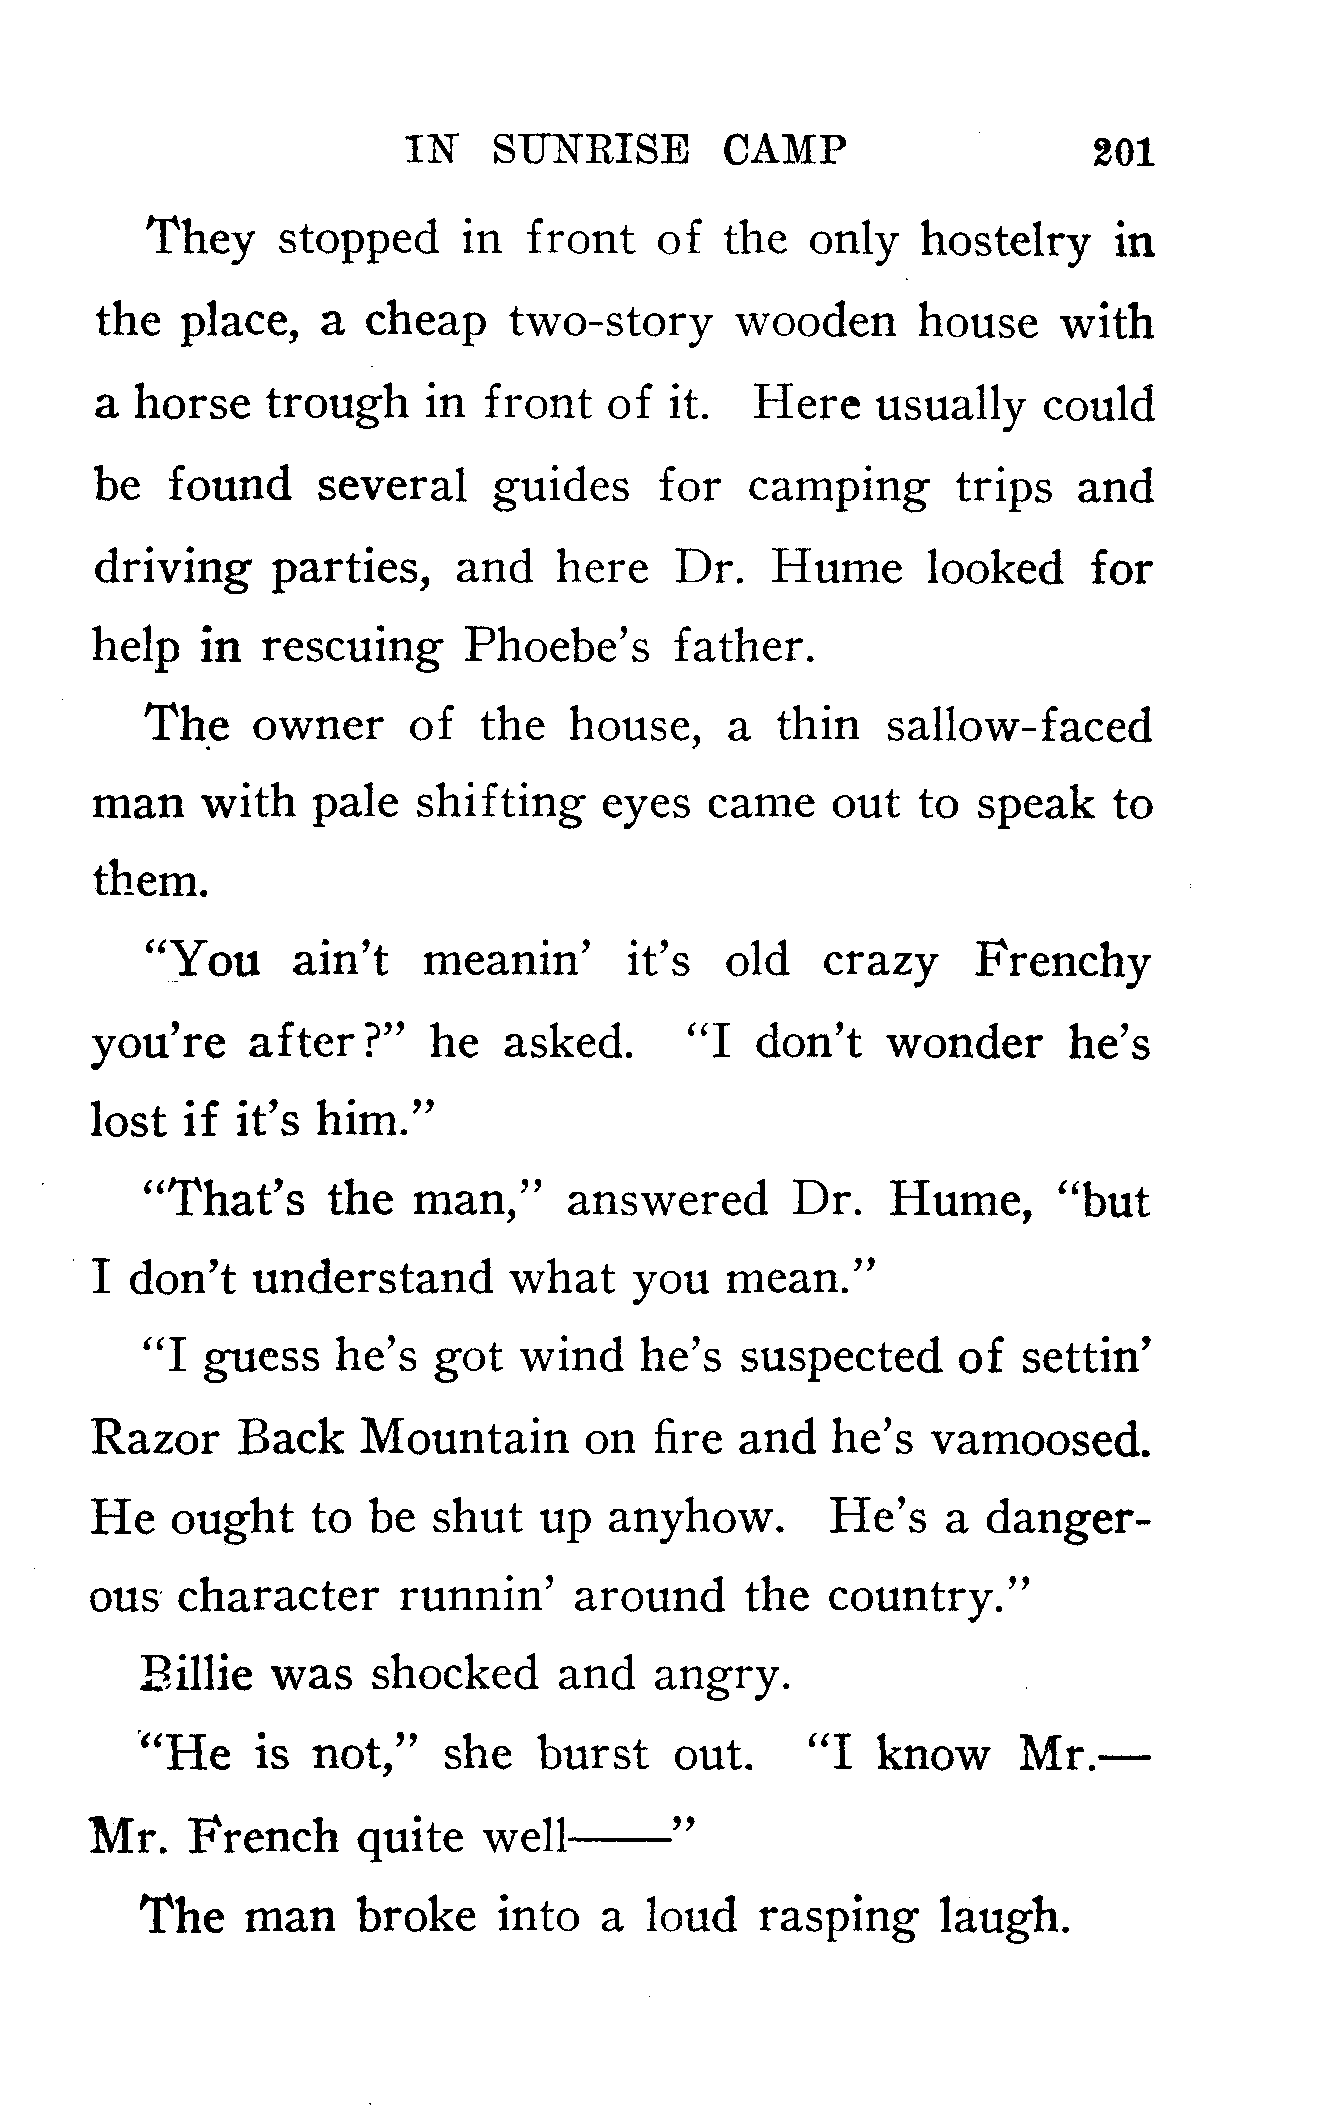 IN SUNRISE CAMP 201
They stopped in front of the only hostelry in
the place, a cheap two-story wooden house with
a horse trough in front of it. Here usually could
be found several guides for camping trips and
driving parties, and here Dr. Hume looked for
help in rescuing Phoebe’s father.
The owner of the house, a thin sallow-faced
man with pale shifting eyes came out to speak to
them.
“You ain’t meanin’ it’s old crazy Frenchy
you’re after?” he asked. “I don’t wonder he’s
lost if it’s him.”
“That’s the man,” answered Dr. Hume, “but
I don’t understand what you mean.”
“I guess he’s got wind he’s suspected of settin’
Razor Back Mountain on fire and he’s vamoosed.
He ought to be shut up anyhow. He’s a danger-
ous character runnin’ around the country.”
Billie was shocked and angry.
“He is not,” she burst out. “I know Mr.—
Mr. French quite well——”
The man broke into a loud rasping laugh.